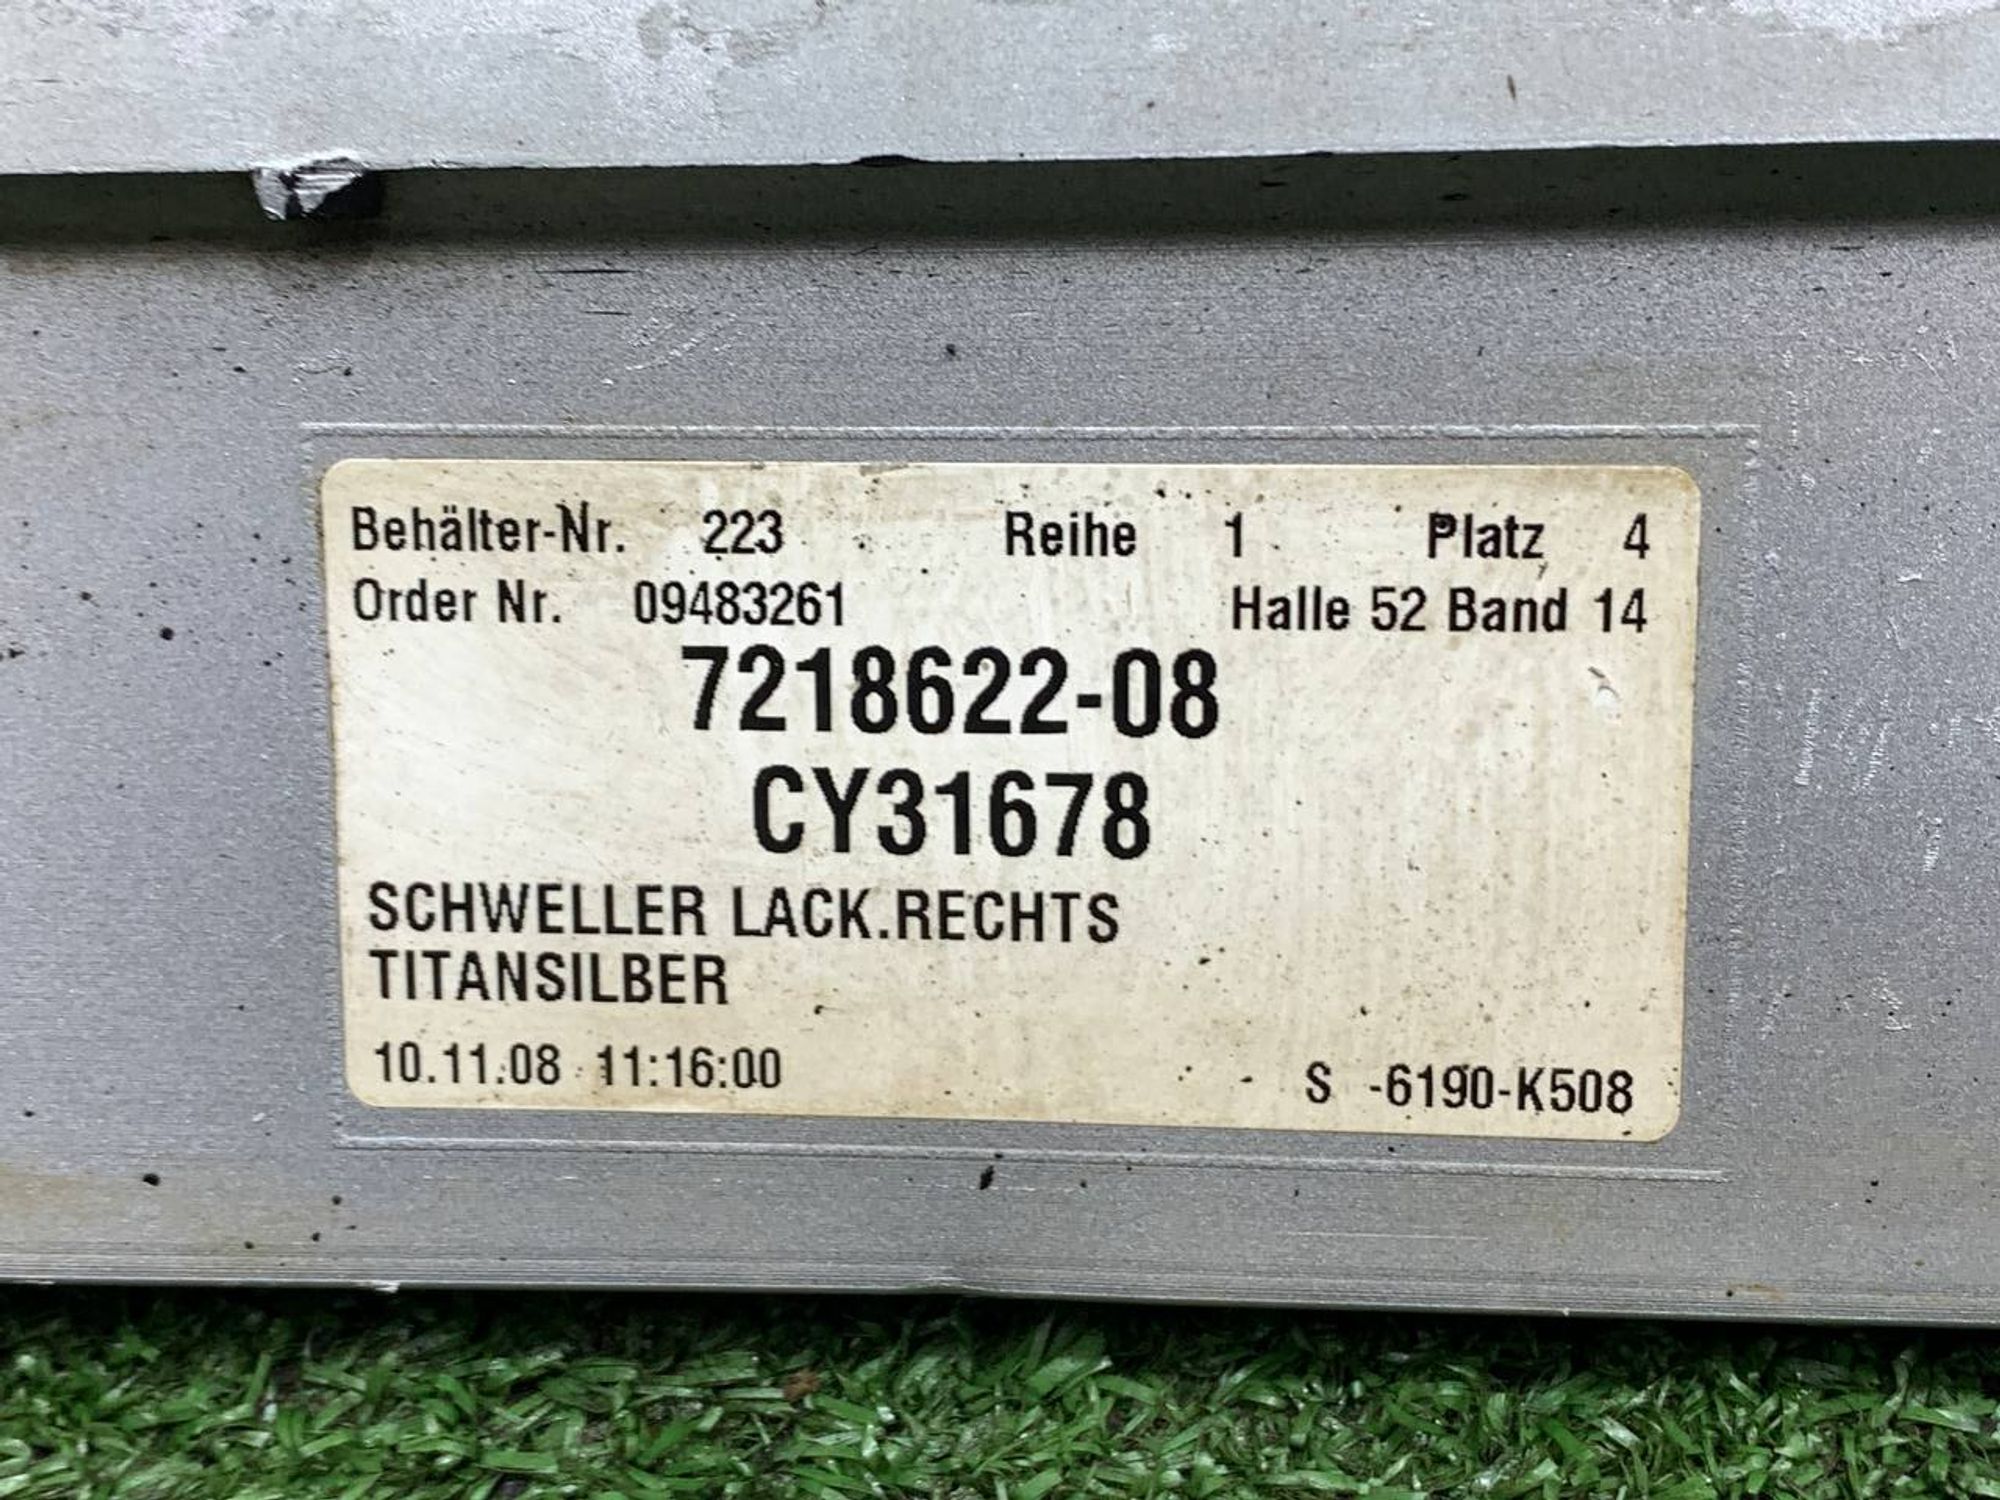 Behälter-Nr. 223 Reihe 1 Platz 4
Order Nr. 09483261 Halle 52 Band 14
7218622-08
CY31678
SCHWELLER LACK.RECHTS
TITANSILBER
10.11.08 11:16:00 S -6190-K508